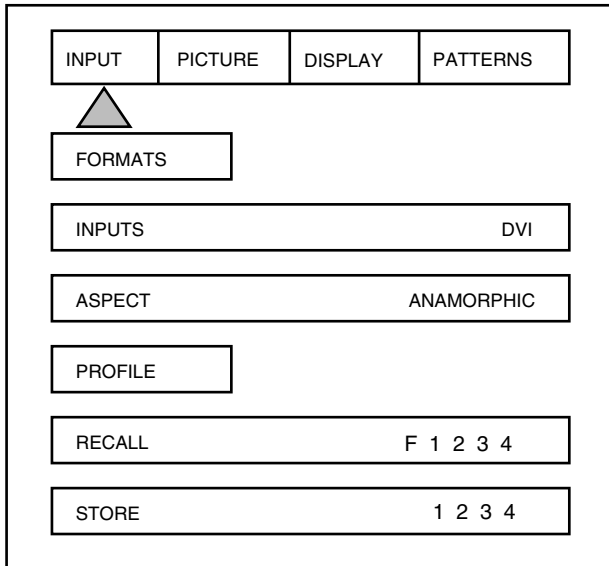 INPUT PICTURE DISPLAY PATTERNS
FORMATS
INPUTS DVI
ASPECT ANAMORPHIC
PROFILE
RECALL F 1 2 3 4
STORE 1 2 3 4